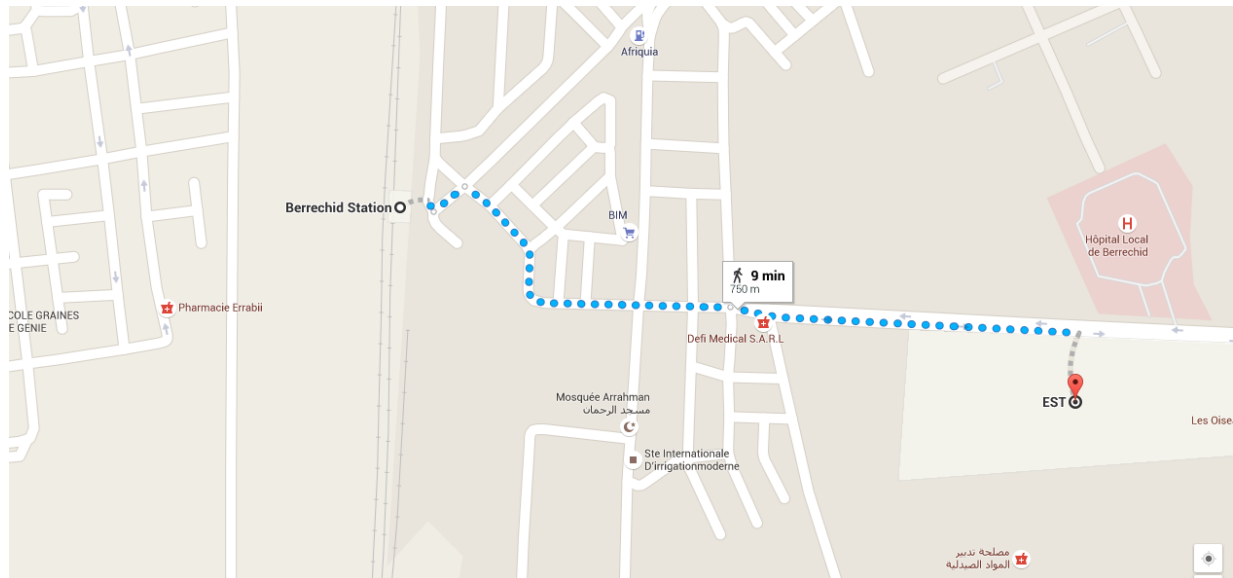 Afriquia
Berrechid Station
BIM
9 min
750 m
H
Hôpital Local
de Berrechid
Pharmacie Errabii
COLE GRAINES
E GENIE
Defi Medical S.A.R.L
Mosquée Arrahman
مسجد الرحمان
EST
Les Oisea
Ste Internationale
D'irrigationmoderne
مصلحة تدبير
المواد الصيدلية